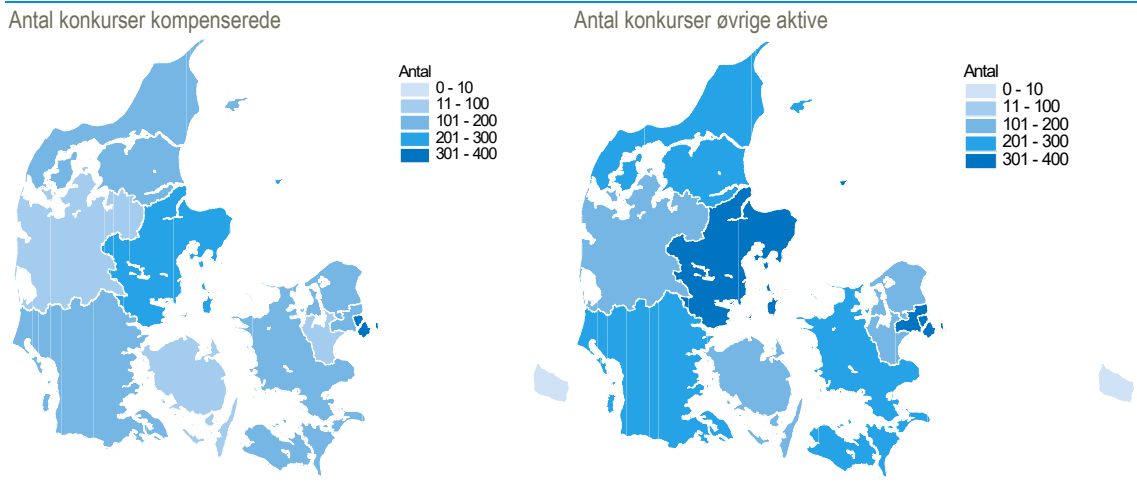 Antal konkurser kompenserede
Antal
0 - 10
11 - 100
101 - 200
201 - 300
301 - 400
Antal konkurser øvrige aktive
Antal
0 - 10
11 - 100
101 - 200
201 - 300
301 - 400